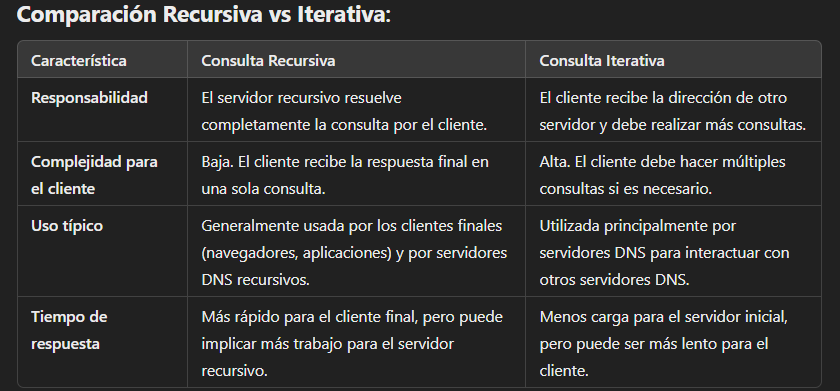 Comparación Recursiva vs Iterativa:
Característica Consulta Recursiva Consulta Iterativa
Responsabilidad El servidor recursivo resuelve El cliente recibe la dirección de otro
completamente la consulta por el cliente. servidor y debe realizar más consultas.
Complejidad para Baja. El cliente recibe la respuesta final en Alta. El cliente debe hacer múltiples
el cliente una sola consulta. consultas si es necesario.
Uso típico Generalmente usada por los clientes finales Utilizada principalmente por
(navegadores, aplicaciones) y por servidores servidores DNS para interactuar con
DNS recursivos. otros servidores DNS.
Tiempo de Más rápido para el cliente final, pero puede Menos carga para el servidor inicial,
respuesta implicar más trabajo para el servidor pero puede ser más lento para el
recursivo. cliente.